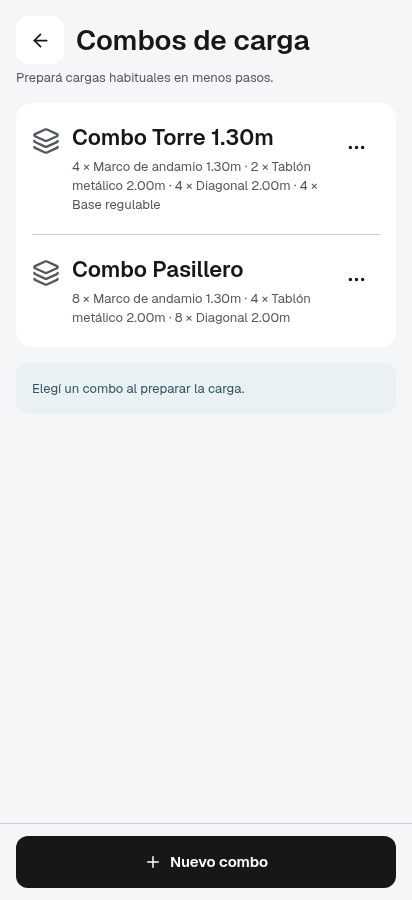 Combos de carga
Prepará cargas habituales en menos pasos.
Combo Torre 1.30m
4 × Marco de andamio 1.30m · 2 × Tablón
metálico 2.00m · 4 × Diagonal 2.00m · 4 ×
Base regulable
Combo Pasillero
8 × Marco de andamio 1.30m · 4 × Tablón
metálico 2.00m · 8 × Diagonal 2.00m
Elegí un combo al preparar la carga.
Nuevo combo